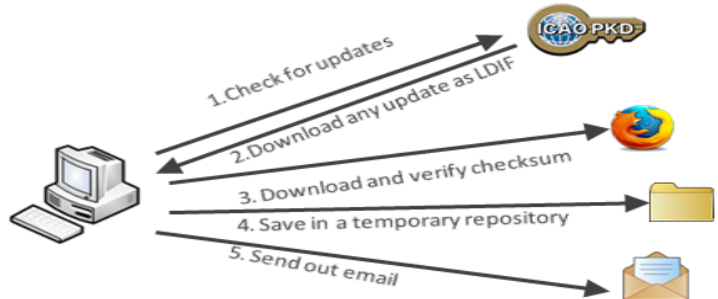 ICAO PKD
1.Check for updates
2.Download any update as LDIF
3. Download and verify checksum
4. Save in a temporary repository
5. Send out email